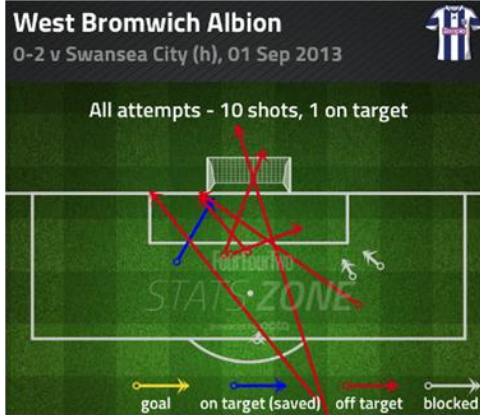 West Bromwich Albion
0-2 v Swansea City (h), 01 Sep 2013
All attempts - 10 shots, 1 on target
FourFourTwo
STATS ZONE
goal
on target (saved)
off target
blocked